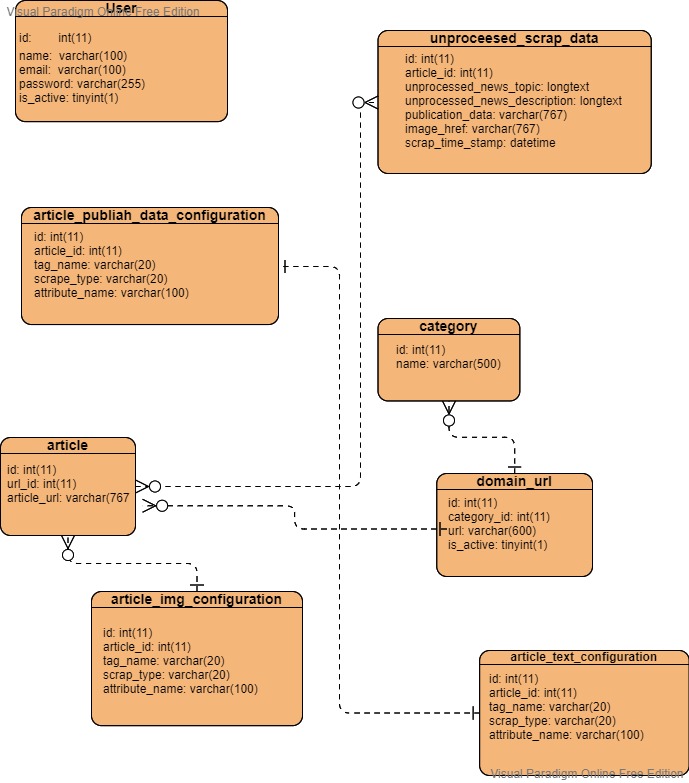 Visual Paradigm Online Free Edition
User
id: int(11)
name: varchar(100)
email: varchar(100)
password: varchar(255)
is_active: tinyint(1)
unproceesed_scrap_data
id: int(11)
article_id: int(11)
unprocessed_news_topic: longtext
unprocessed_news_description: longtext
publication_data: varchar(767)
image_href: varchar(767)
scrap_time_stamp: datetime
article_publiah_data_configuration
id: int(11)
article_id: int(11)
tag_name: varchar(20)
scrape_type: varchar(20)
attribute_name: varchar(100)
category
id: int(11)
name: varchar(500)
article
id: int(11)
url_id: int(11)
article_url: varchar(767
domain_url
id: int(11)
category_id: int(11)
url: varchar(600)
is_active: tinyint(1)
article_img_configuration
id: int(11)
article_id: int(11)
tag_name: varchar(20)
scrap_type: varchar(20)
attribute_name: varchar(100)
article_text_configuration
id: int(11)
article_id: int(11)
tag_name: varchar(20)
scrap_type: varchar(20)
attribute_name: varchar(100)
Visual Paradigm Online Free Edition